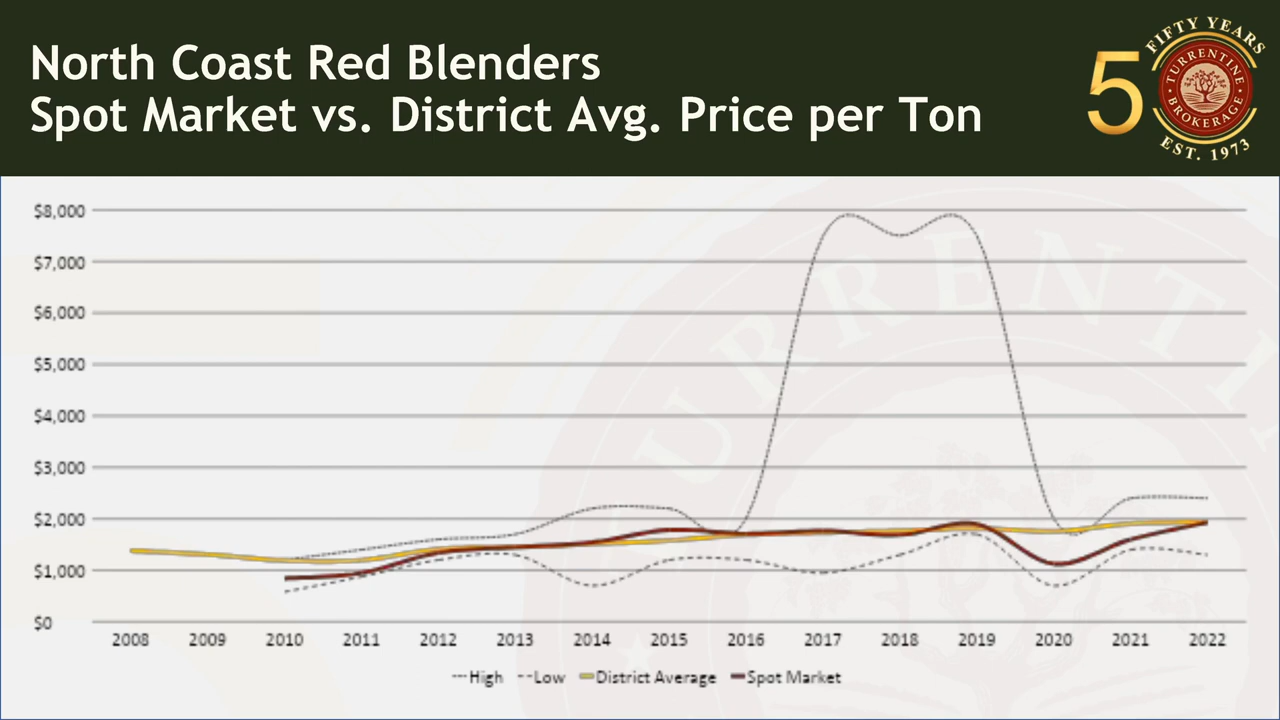 North Coast Red Blenders
Spot Market vs. District Avg. Price per Ton
5
FIFTY YEARS
TURRENTINE
BROKERAGE
EST. 1973
$8,000
$7,000
$6,000
$5,000
$4,000
$3,000
$2,000
$1,000
$0
2008 2009 2010 2011 2012 2013 2014 2015 2016 2017 2018 2019 2020 2021 2022
High Low District Average Spot Market
URRENTI